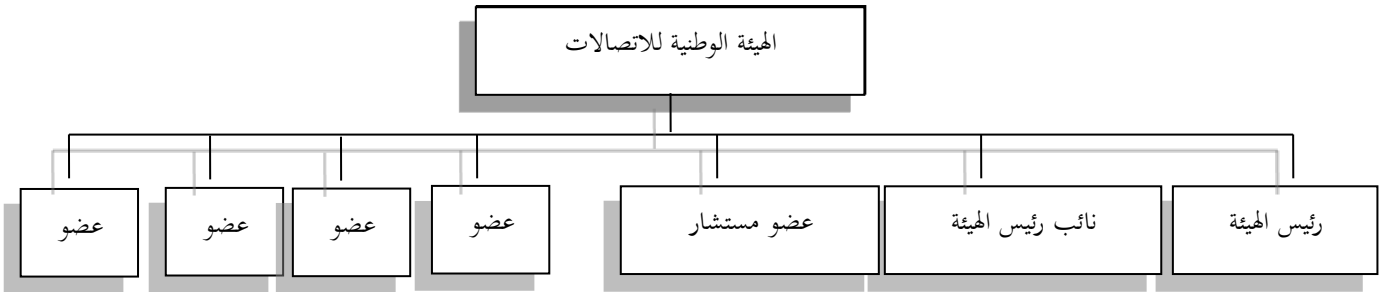 الهيئة الوطنية للاتصالات
رئيس الهيئة
نائب رئيس الهيئة
عضو مستشار
عضو
عضو
عضو
عضو